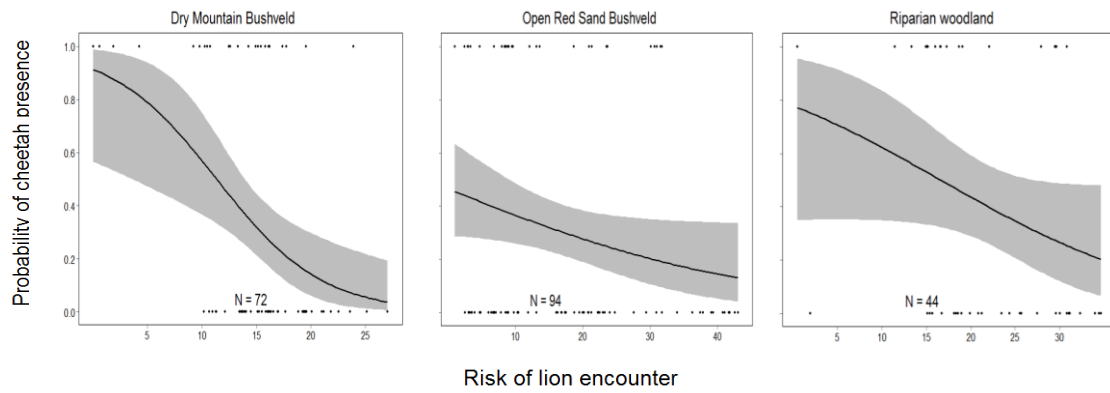 Dry Mountain Bushveld
Open Red Sand Bushveld
Riparian woodland
Probability of cheetah presence
1.0
0.8
0.6
0.4
0.2
0.0
N = 72
N = 94
N = 44
5 10 15 20 25
10 20 30 40
5 10 15 20 25 30
Risk of lion encounter